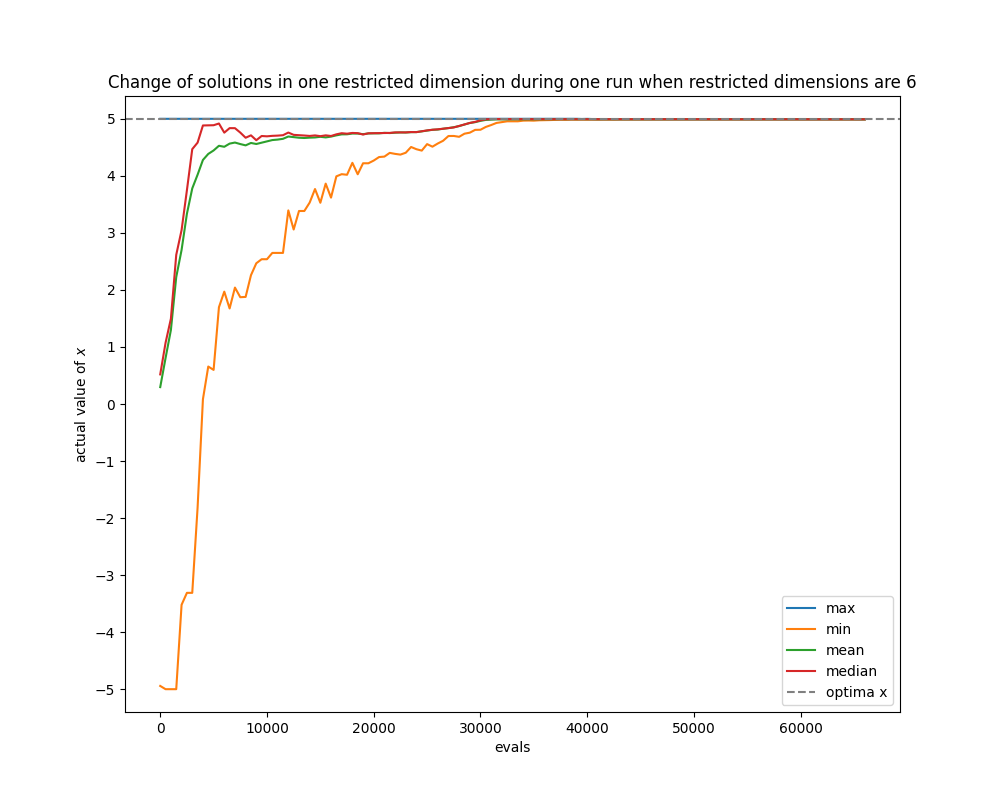 Change of solutions in one restricted dimension during one run when restricted dimensions are 6
actual value of x
5
4
3
2
1
0
−1
−2
−3
−4
−5
0
10000
20000
30000
40000
50000
60000
evals
max
min
mean
median
optima x